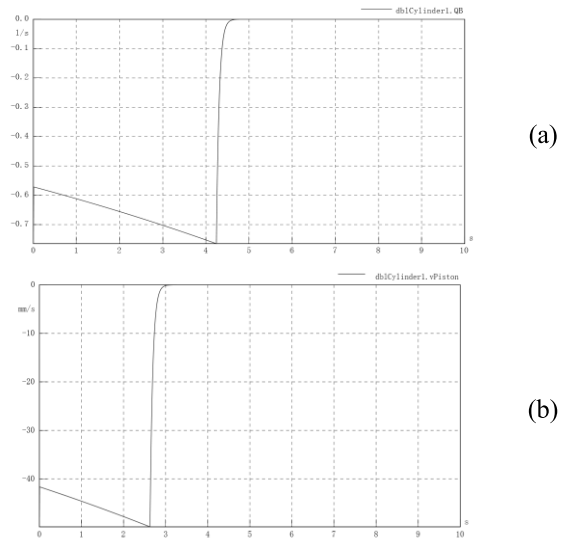 dblCylinder1.QB
0.0
l/s
-0.1
-0.2
-0.3
-0.4
-0.5
-0.6
-0.7
0 1 2 3 4 5 6 7 8 9 10
s
(a)
dblCylinder1.vPiston
0
mm/s
-10
-20
-30
-40
0 1 2 3 4 5 6 7 8 9 10
s
(b)